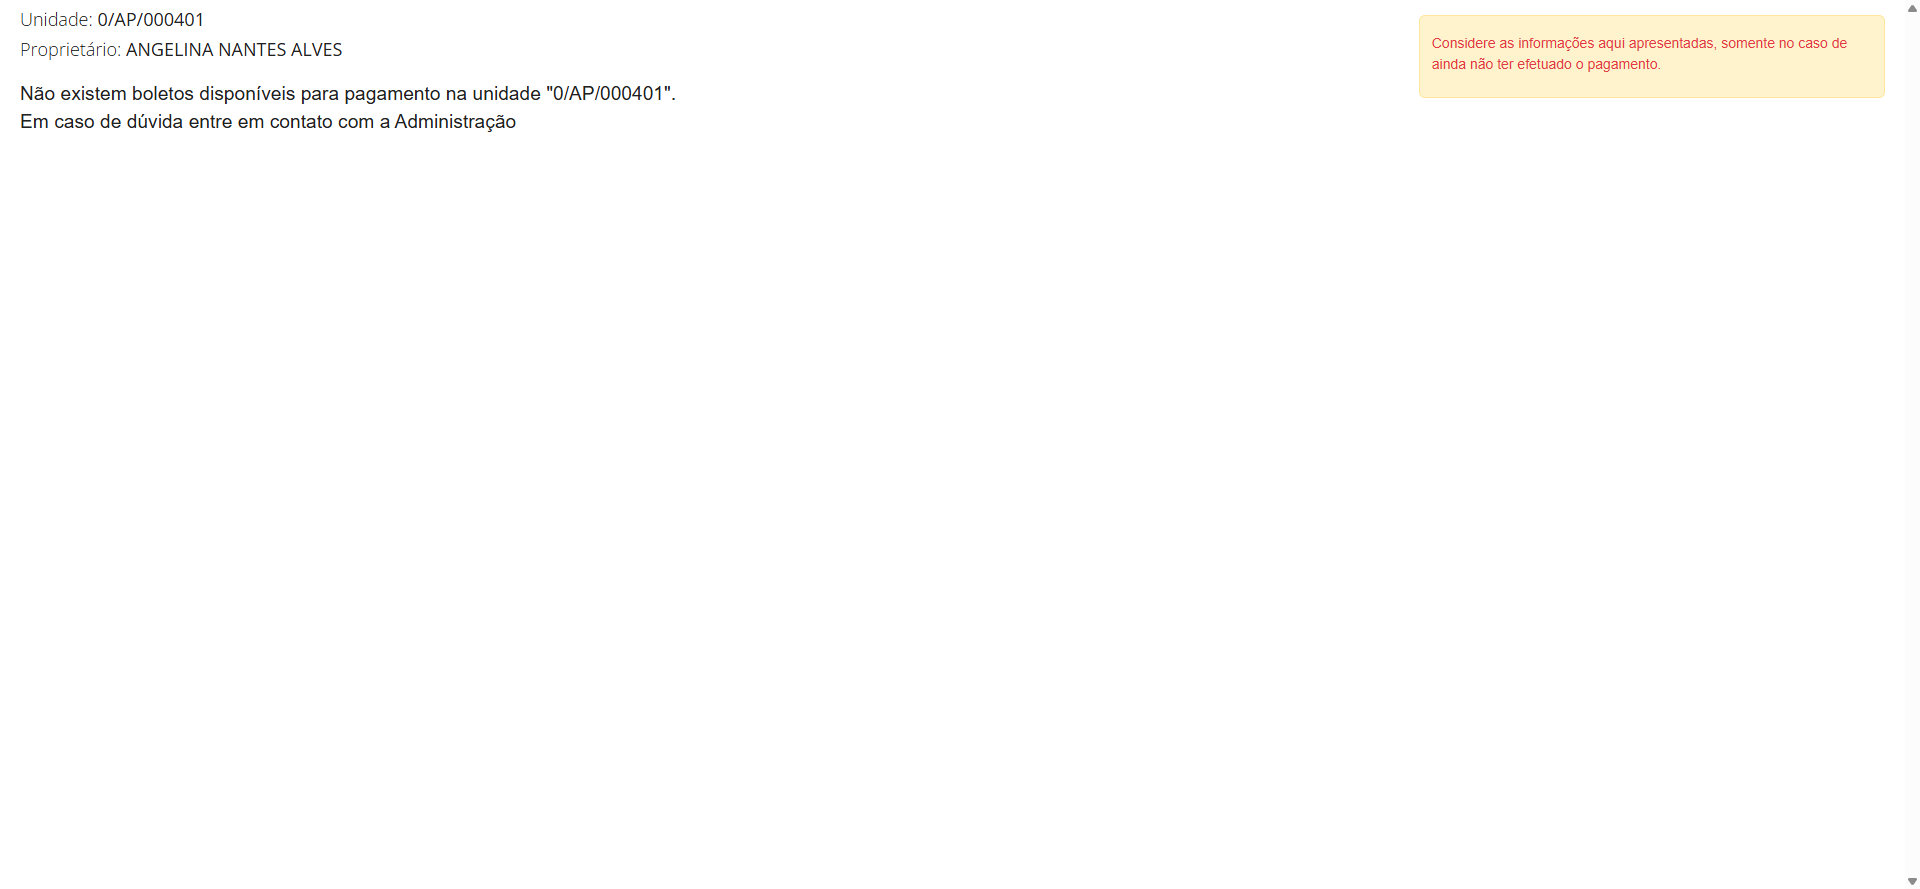 Unidade: 0/AP/000401
Proprietário: ANGELINA NANTES ALVES
Não existem boletos disponíveis para pagamento na unidade "0/AP/000401".
Em caso de dúvida entre em contato com a Administração
Considere as informações aqui apresentadas, somente no caso de
ainda não ter efetuado o pagamento.